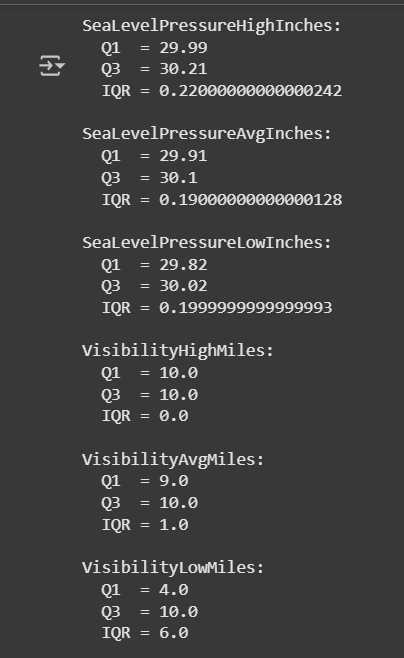 SeaLevelPressureHighInches:
Q1  = 29.99
Q3  = 30.21
IQR = 0.22000000000000242
SeaLevelPressureAvgInches:
Q1  = 29.91
Q3  = 30.1
IQR = 0.19000000000000128
SeaLevelPressureLowInches:
Q1  = 29.82
Q3  = 30.02
IQR = 0.1999999999999993
VisibilityHighMiles:
Q1  = 10.0
Q3  = 10.0
IQR = 0.0
VisibilityAvgMiles:
Q1  = 9.0
Q3  = 10.0
IQR = 1.0
VisibilityLowMiles:
Q1  = 4.0
Q3  = 10.0
IQR = 6.0